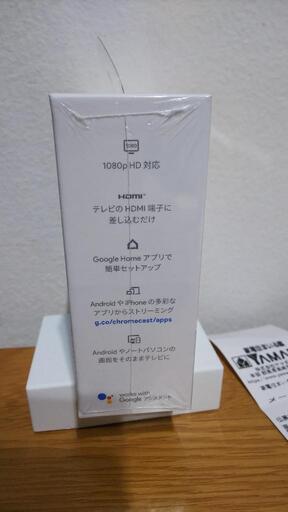 1080
1080p HD 対応
HDMI
テレビの HDMI 端子に
差し込むだけ
Google Home アプリで
簡単セットアップ
Android や iPhone の多彩な
アプリからストリーミング
g.co/chromecast/apps
Android やノートパソコンの
画面をそのままテレビに
works with
Google アシスタント
YAMA